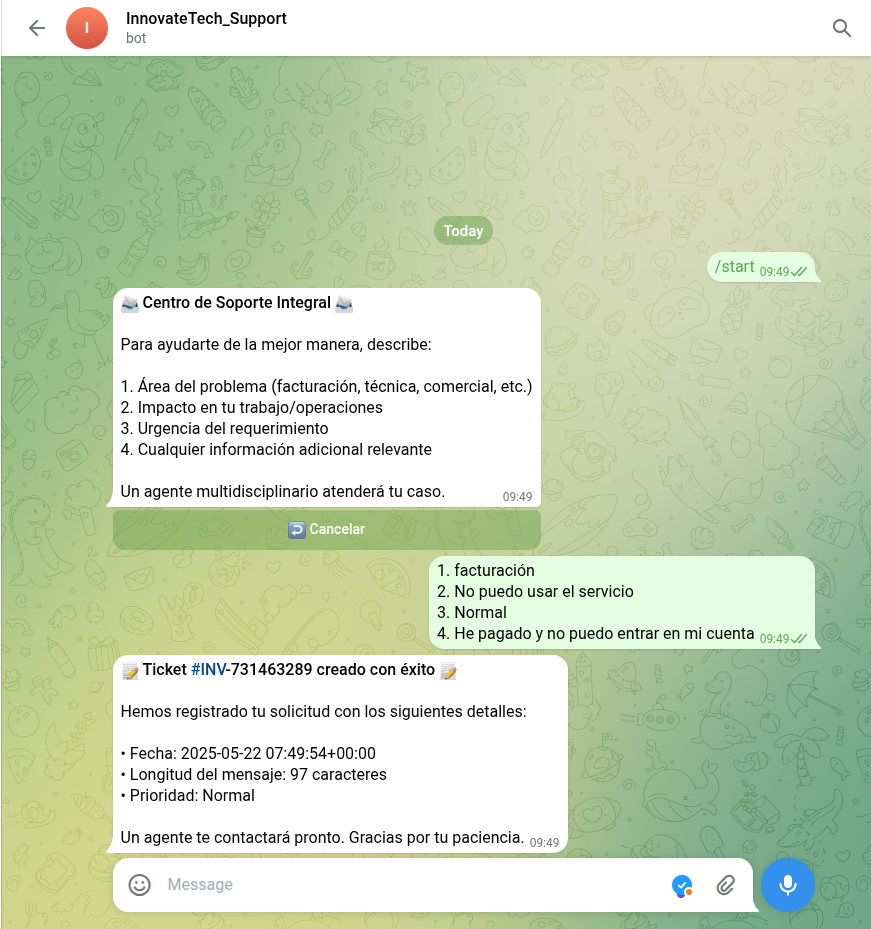 I
InnovateTech_Support
bot
Today
/start 09:49
Centro de Soporte Integral
Para ayudarte de la mejor manera, describe:
1. Área del problema (facturación, técnica, comercial, etc.)
2. Impacto en tu trabajo/operaciones
3. Urgencia del requerimiento
4. Cualquier información adicional relevante
Un agente multidisciplinario atenderá tu caso. 09:49
Cancelar
1. facturación
2. No puedo usar el servicio
3. Normal
4. He pagado y no puedo entrar en mi cuenta 09:49
Ticket #INV-731463289 creado con éxito
Hemos registrado tu solicitud con los siguientes detalles:
• Fecha: 2025-05-22 07:49:54+00:00
• Longitud del mensaje: 97 caracteres
• Prioridad: Normal
Un agente te contactará pronto. Gracias por tu paciencia. 09:49
Message